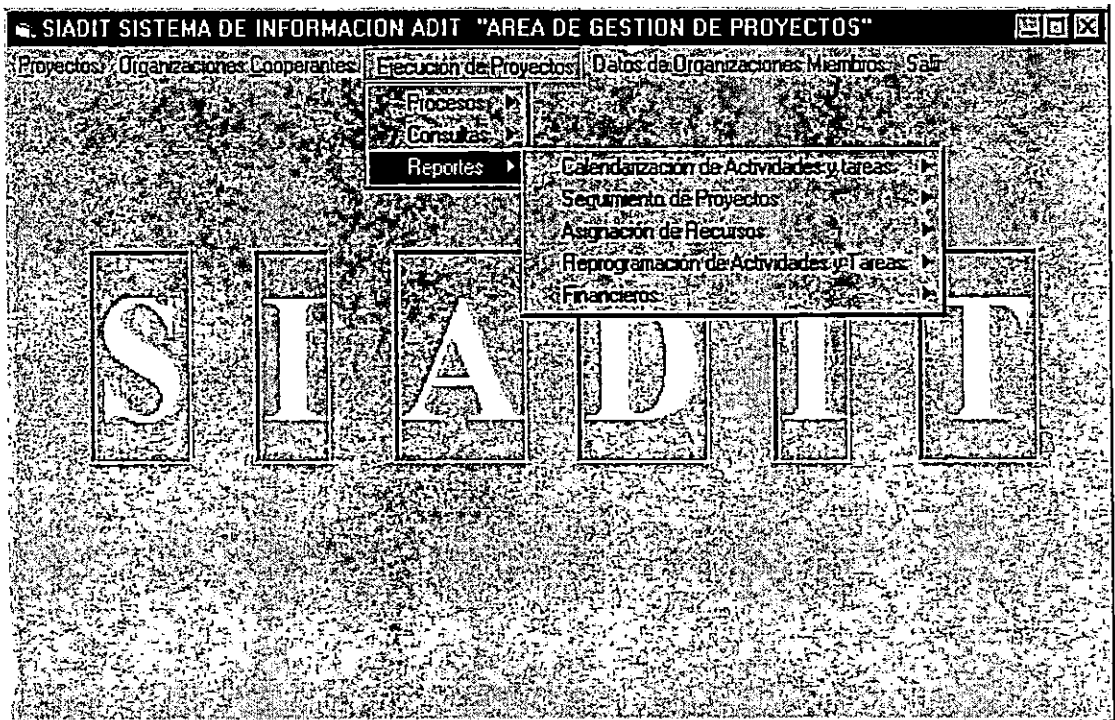 SIADIT SISTEMA DE INFORMACION ADIT "AREA DE GESTION DE PROYECTOS"
Proyectos Organizaciones Cooperantes Ejecución de Proyectos Datos de Organizaciones Miembros Salir
Procesos
Consultas
Reportes
Calendarización de Actividades y tareas
Seguimiento de Proyectos
Asignación de Recursos
Reprogramación de Actividades y Tareas
Financieros
SIADIT